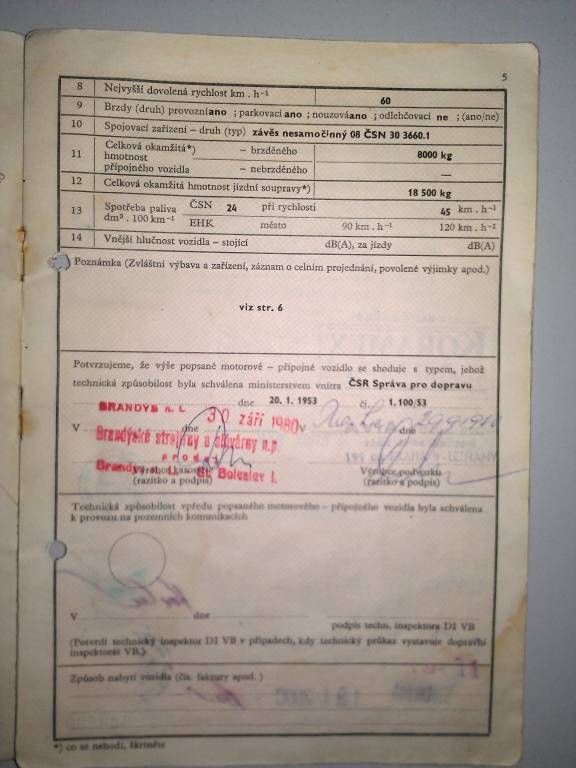 5
8 Nejvyšší dovolená rychlost km . h⁻¹ 60
9 Brzdy (druh) provozní ano ; parkovací ano ; nouzová ano ; odlehčovací ne ; (ano/ne)
10 Spojovací zařízení – druh (typ) závěs nesamočinný 08 ČSN 30 3660.1
11 Celková okamžitá*) hmotnost přípojného vozidla – brzděného 8000 kg
– nebrzděného —
12 Celková okamžitá hmotnost jízdní soupravy*) 18 500 kg
13 Spotřeba paliva dm³ . 100 km⁻¹ ČSN 24 při rychlosti 45 km . h⁻¹
EHK město 90 km . h⁻¹ 120 km . h⁻¹
14 Vnější hlučnost vozidla – stojící dB(A), za jízdy dB(A)
Poznámka (Zvláštní výbava a zařízení, záznam o celním projednání, povolené výjimky apod.)
viz str. 6
Potvrzujeme, že výše popsané motorové – přípojné vozidlo se shoduje s typem, jehož
technická způsobilost byla schválena ministerstvem vnitra ČSR Správa pro dopravu
dne 20. 1. 1953 č. 1.100/53
BRANDÝS n. L.
V dne 30 září 1980 V dne
Brandýské strojírny a slévárny n.p.
prodej
Brandýs n. L. - St. Boleslav I.
(razítko a podpis) Výrobce podvozku
(razítko a podpis)
Technická způsobilost vpředu popsaného motorového – přípojného vozidla byla schválena
k provozu na pozemních komunikacích
V dne
podpis techn. inspektora DI VB
(Potvrdí technický inspektor DI VB v případech, kdy technický průkaz vystavuje dopravní
inspektorát VB.)
Způsob nabytí vozidla (čís. faktury apod.)
*) co se nehodí, škrtněte